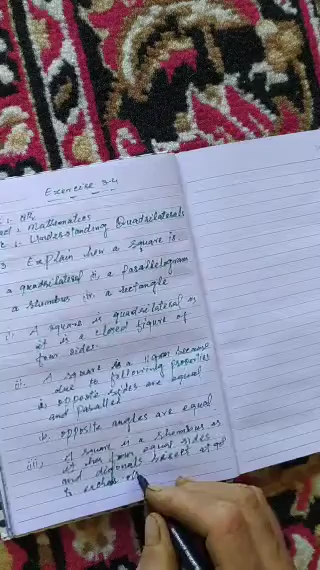 Exercise 3.4
: Mathematics
: Understanding Quadrilaterals
3 Explain how a square is
a quadrilateral ii, a parallelogram
a rhombus iv, a rectangle
i, A square is quadrilateral as
it is a closed figure of
four sides
ii. A square is a llgram because
due to following properties
i, opposite sides are equal
and parallel
ii. opposite angles are equal
iii, A square is a rhombus as
it has four equal sides
and diagonals bisect at 90
to each